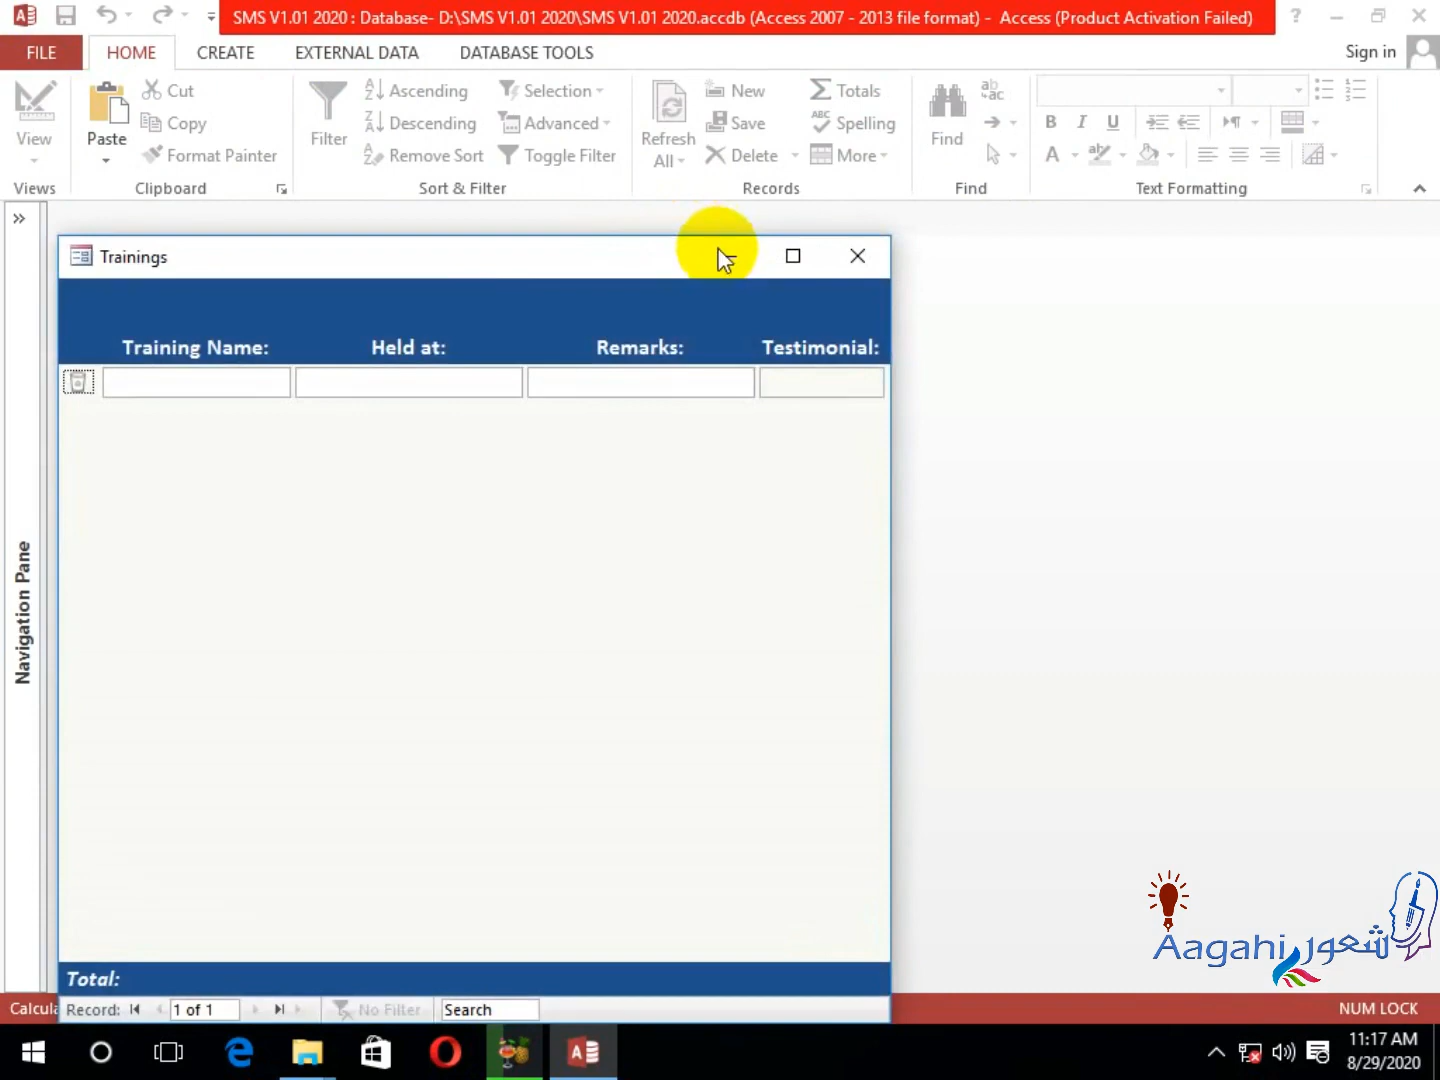 SMS V1.01 2020 : Database- D:\SMS V1.01 2020\SMS V1.01 2020.accdb (Access 2007 - 2013 file format) - Access (Product Activation Failed)
?
FILE
HOME
CREATE
EXTERNAL DATA
DATABASE TOOLS
Sign in
View
Paste
Cut
Copy
Format Painter
Filter
Ascending
Descending
Remove Sort
Selection
Advanced
Toggle Filter
Refresh
All
New
Save
Delete
Totals
Spelling
More
Find
B I U
A
Views
Clipboard
Sort & Filter
Records
Find
Text Formatting
Navigation Pane
Trainings
Training Name:
Held at:
Remarks:
Testimonial:
Total:
Record:
1 of 1
No Filter
Search
Calcula
NUM LOCK
Aagahi شعور
11:17 AM
8/29/2020